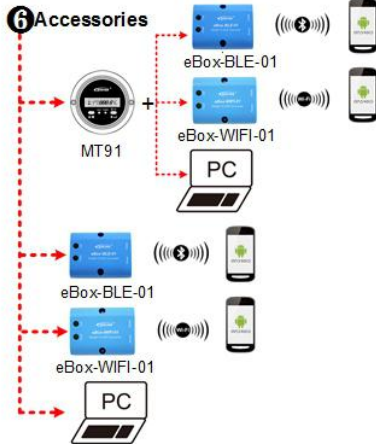 6 Accessories
eBox-BLE-01
MT91
+
eBox-WIFI-01
PC
eBox-BLE-01
eBox-WIFI-01
PC